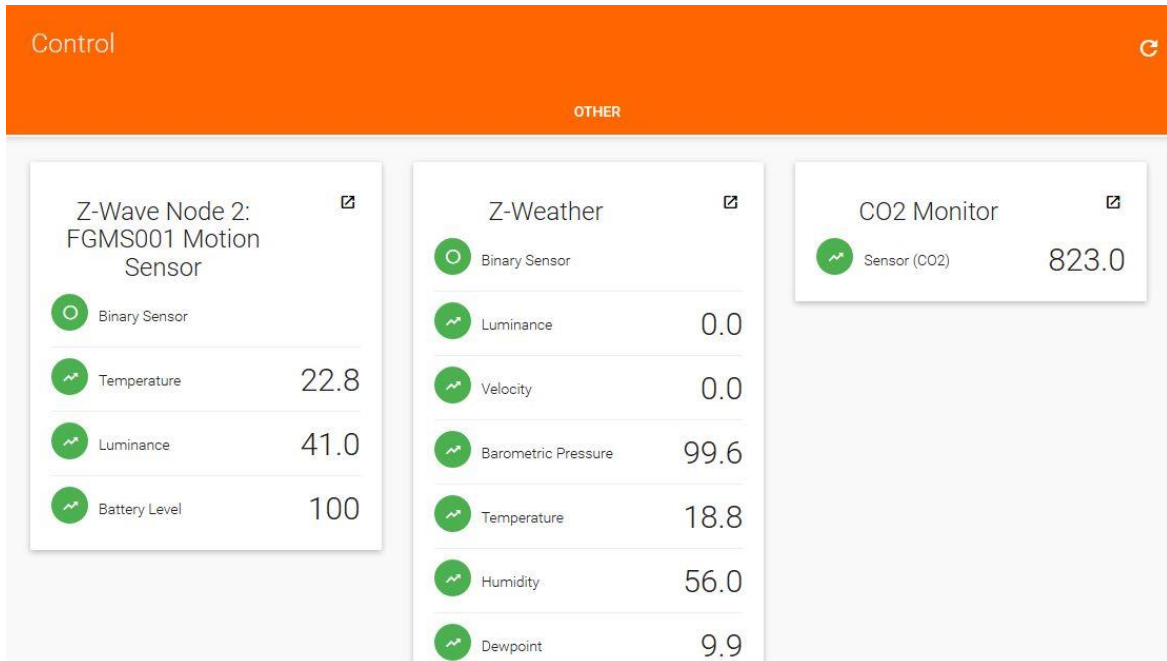 Control
OTHER
Z-Wave Node 2:
FGMS001 Motion
Sensor
Binary Sensor
Temperature 22.8
Luminance 41.0
Battery Level 100
Z-Weather
Binary Sensor
Luminance 0.0
Velocity 0.0
Barometric Pressure 99.6
Temperature 18.8
Humidity 56.0
Dewpoint 9.9
CO2 Monitor
Sensor (CO2) 823.0